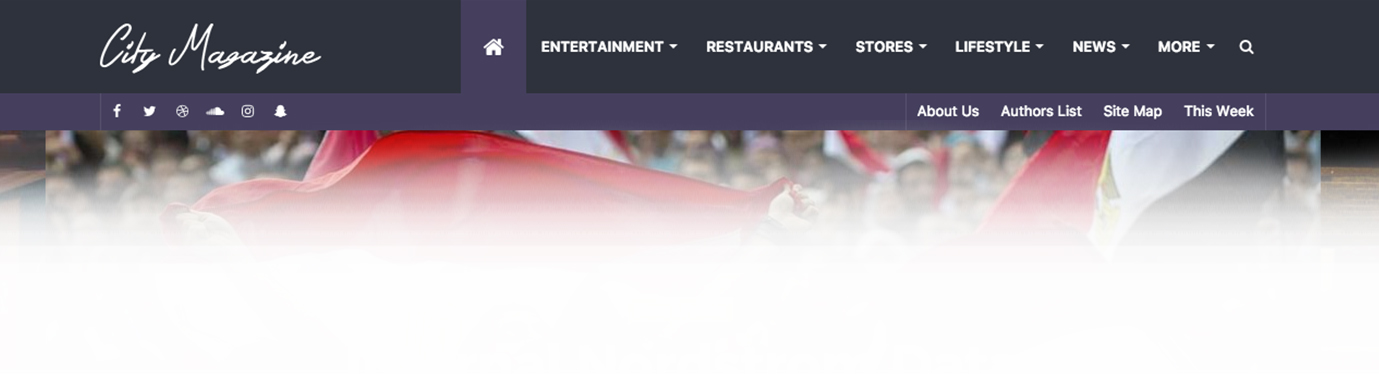 City Magazine
ENTERTAINMENT RESTAURANTS STORES LIFESTYLE NEWS MORE
About Us Authors List Site Map This Week